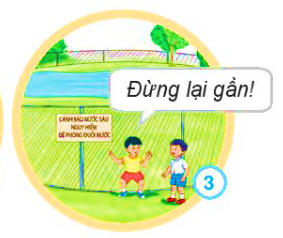 Đừng lại gần!
CẢNH BÁO NƯỚC SÂU
NGUY HIỂM
ĐỀ PHÒNG ĐUỐI NƯỚC
3